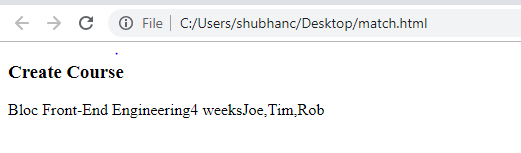 File C:/Users/shubhanc/Desktop/match.html
Create Course
Bloc Front-End Engineering4 weeksJoe,Tim,Rob